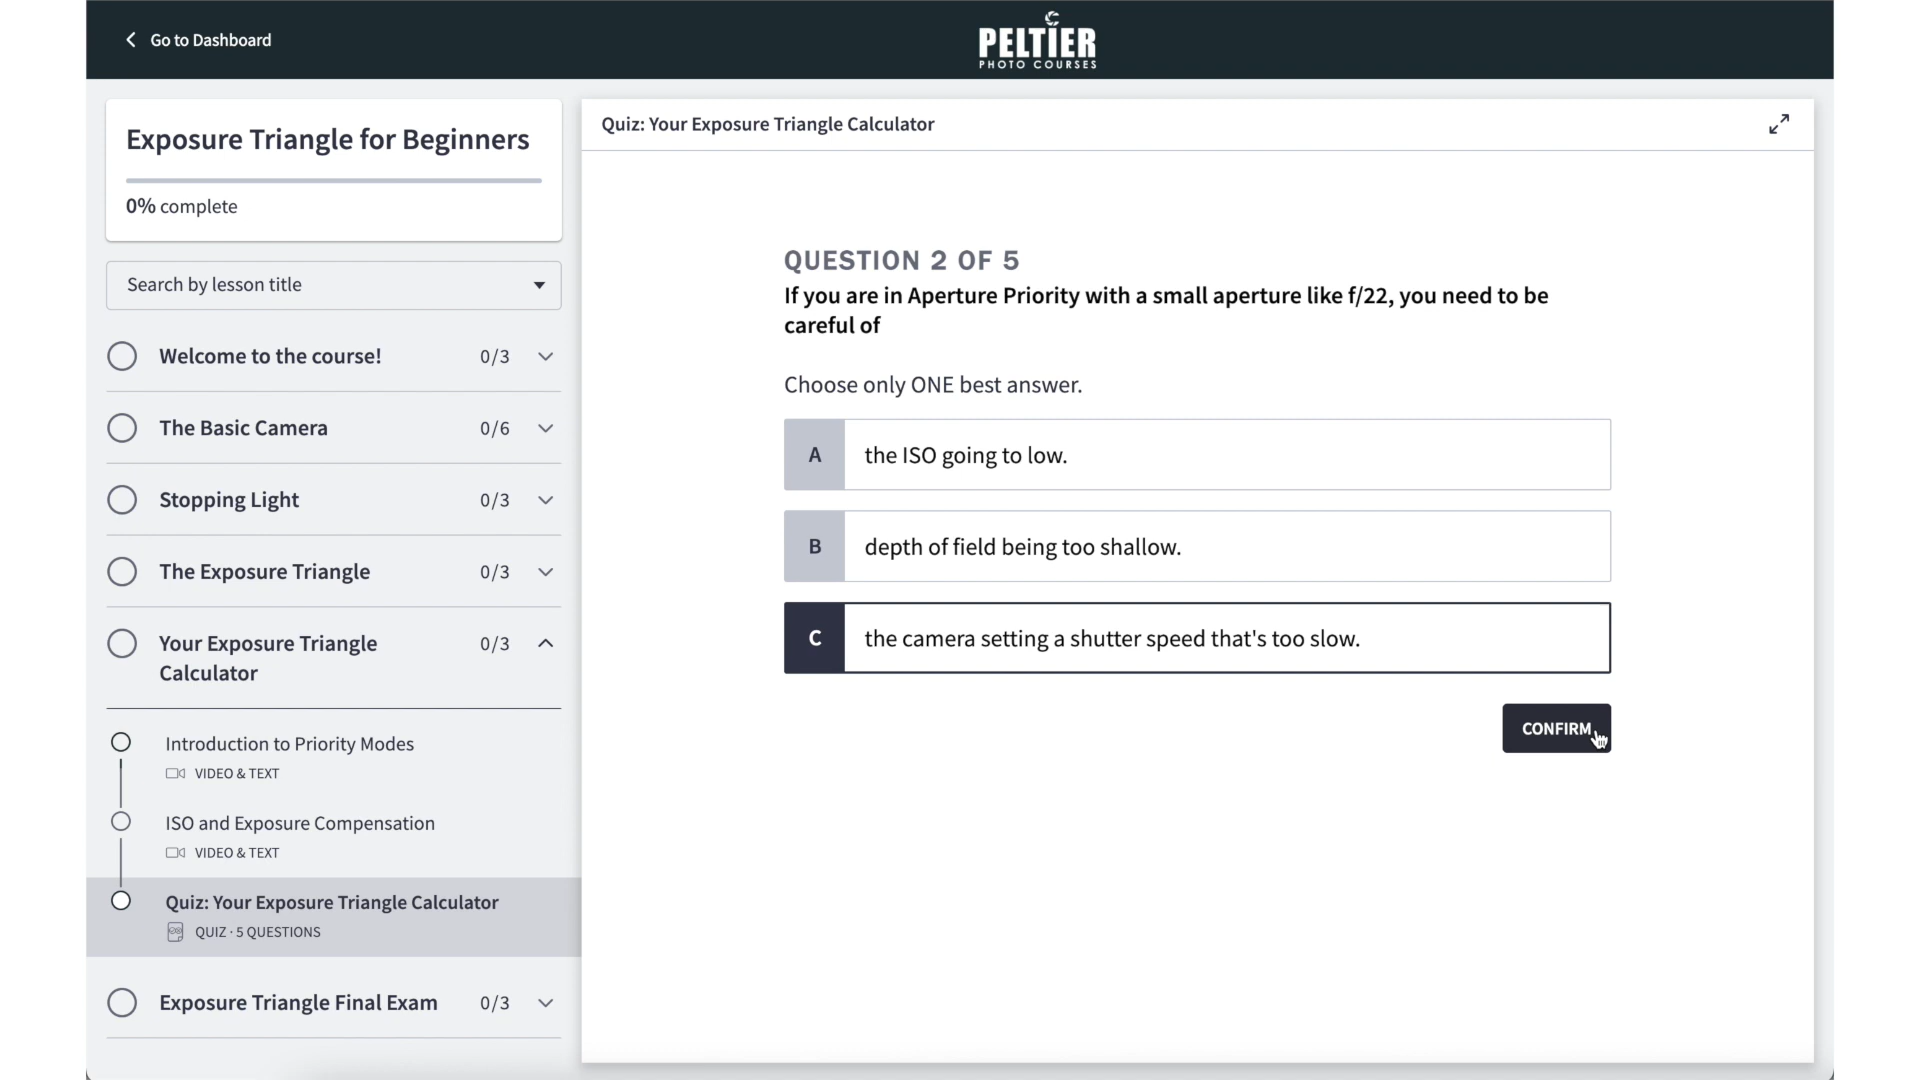 Go to Dashboard
PELTIER
PHOTO COURSES
Exposure Triangle for Beginners
0% complete
Search by lesson title
Welcome to the course! 0/3
The Basic Camera 0/6
Stopping Light 0/3
The Exposure Triangle 0/3
Your Exposure Triangle 0/3
Calculator
Introduction to Priority Modes
VIDEO & TEXT
ISO and Exposure Compensation
VIDEO & TEXT
Quiz: Your Exposure Triangle Calculator
QUIZ · 5 QUESTIONS
Exposure Triangle Final Exam 0/3
Quiz: Your Exposure Triangle Calculator
QUESTION 2 OF 5
If you are in Aperture Priority with a small aperture like f/22, you need to be
careful of
Choose only ONE best answer.
A the ISO going to low.
B depth of field being too shallow.
C the camera setting a shutter speed that's too slow.
CONFIRM